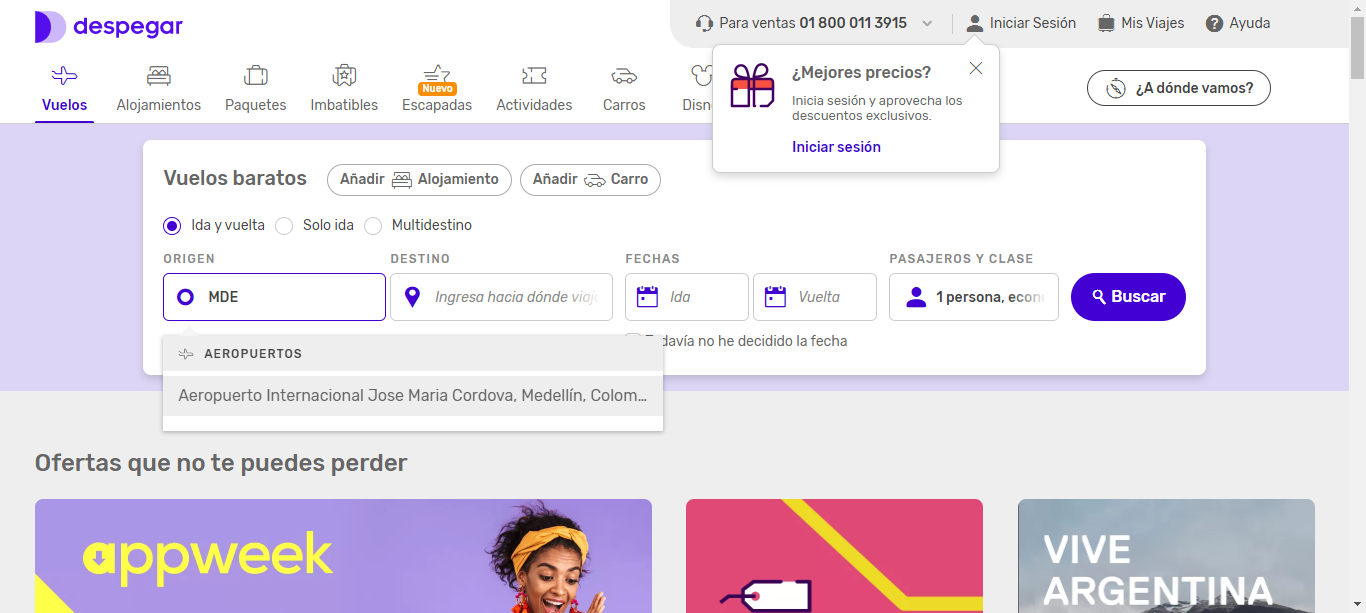 despegar
Para ventas 01 800 011 3915
Iniciar Sesión
Mis Viajes
Ayuda
Vuelos
Alojamientos
Paquetes
Imbatibles
Nuevo
Escapadas
Actividades
Carros
Disn
¿A dónde vamos?
¿Mejores precios?
Inicia sesión y aprovecha los
descuentos exclusivos.
Iniciar sesión
Vuelos baratos
Añadir Alojamiento
Añadir Carro
Ida y vuelta
Solo ida
Multidestino
ORIGEN
DESTINO
FECHAS
PASAJEROS Y CLASE
MDE
Ingresa hacia dónde viaj
Ida
Vuelta
1 persona, econ
Buscar
Todavía no he decidido la fecha
AEROPUERTOS
Aeropuerto Internacional Jose Maria Cordova, Medellín, Colom...
Ofertas que no te puedes perder
appweek
VIVE
ARGENTINA